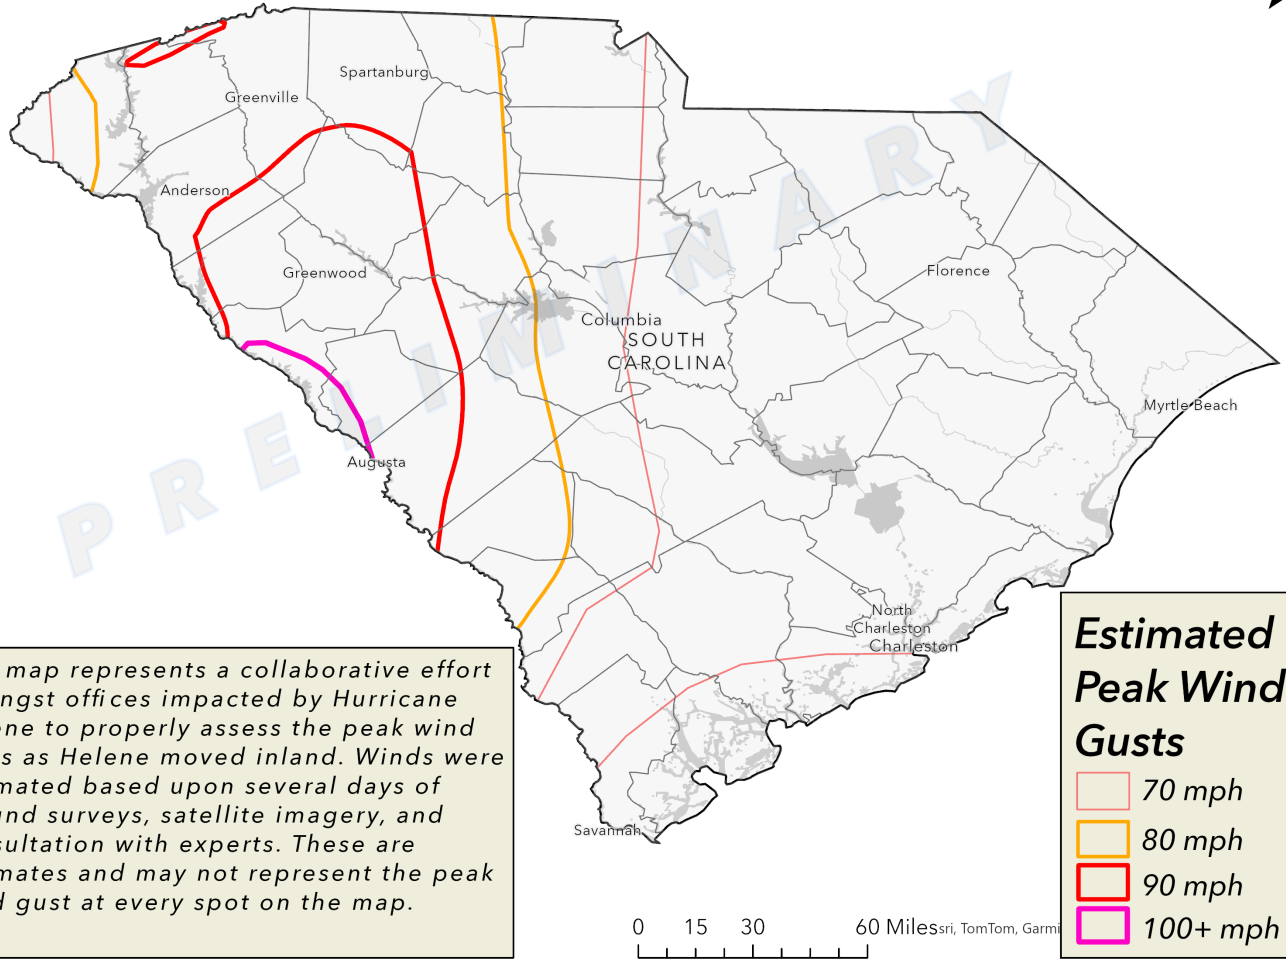 Spartanburg
Greenville
Anderson
Greenwood
Florence
Columbia
SOUTH
CAROLINA
Myrtle Beach
Augusta
PRELIMINARY
North
Charleston
Charleston
Savannah
map represents a collaborative effort
ngst offices impacted by Hurricane
ne to properly assess the peak wind
s as Helene moved inland. Winds were
mated based upon several days of
und surveys, satellite imagery, and
sultation with experts. These are
mates and may not represent the peak
d gust at every spot on the map.
Estimated
Peak Wind
Gusts
70 mph
80 mph
90 mph
100+ mph
0 15 30 60 Miles
sri, TomTom, Garmi